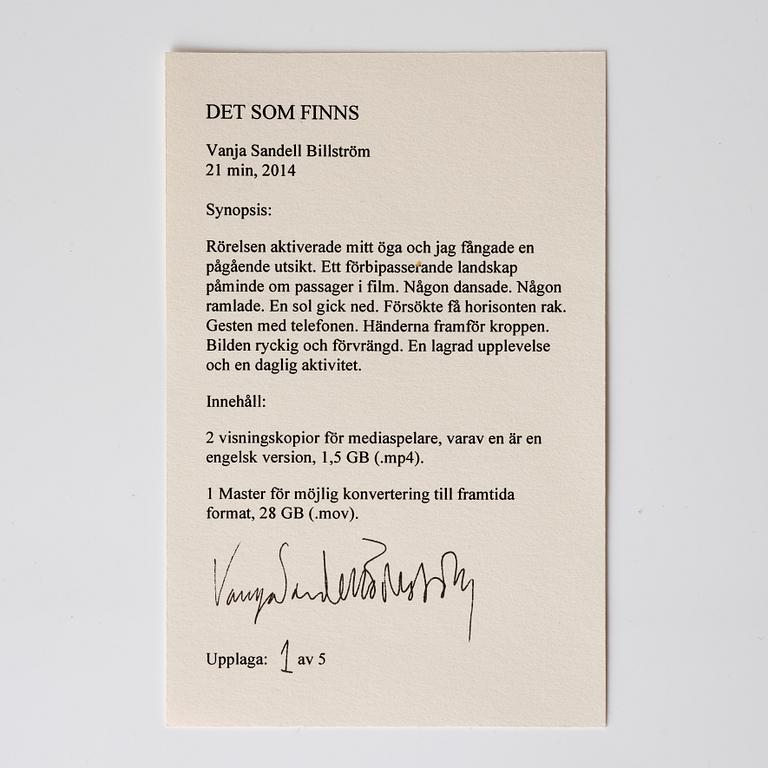 DET SOM FINNS
Vanja Sandell Billström
21 min, 2014
Synopsis:
Rörelsen aktiverade mitt öga och jag fångade en
pågående utsikt. Ett förbipasserande landskap
påminde om passager i film. Någon dansade. Någon
ramlade. En sol gick ned. Försökte få horisonten rak.
Gesten med telefonen. Händerna framför kroppen.
Bilden ryckig och förvrängd. En lagrad upplevelse
och en daglig aktivitet.
Innehåll:
2 visningskopior för mediaspelare, varav en är en
engelsk version, 1,5 GB (.mp4).
1 Master för möjlig konvertering till framtida
format, 28 GB (.mov).
Vanja Sandell Billström
Upplaga: 1 av 5